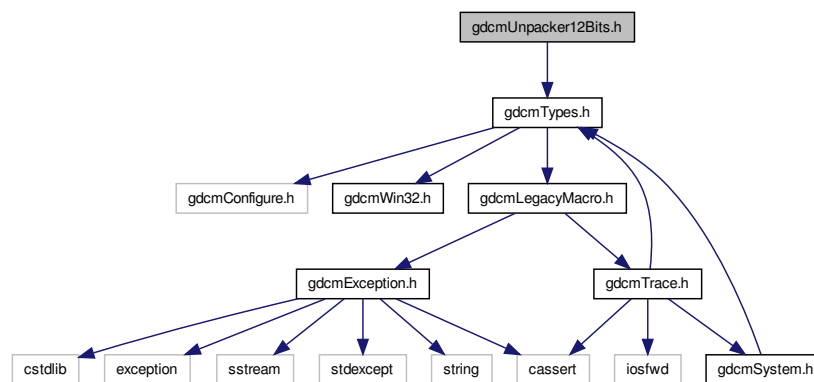 gdcmUnpacker12Bits.h
gdcmTypes.h
gdcmConfigure.h
gdcmWin32.h
gdcmLegacyMacro.h
gdcmException.h
gdcmTrace.h
cstdlib
exception
sstream
stdexcept
string
cassert
iosfwd
gdcmSystem.h